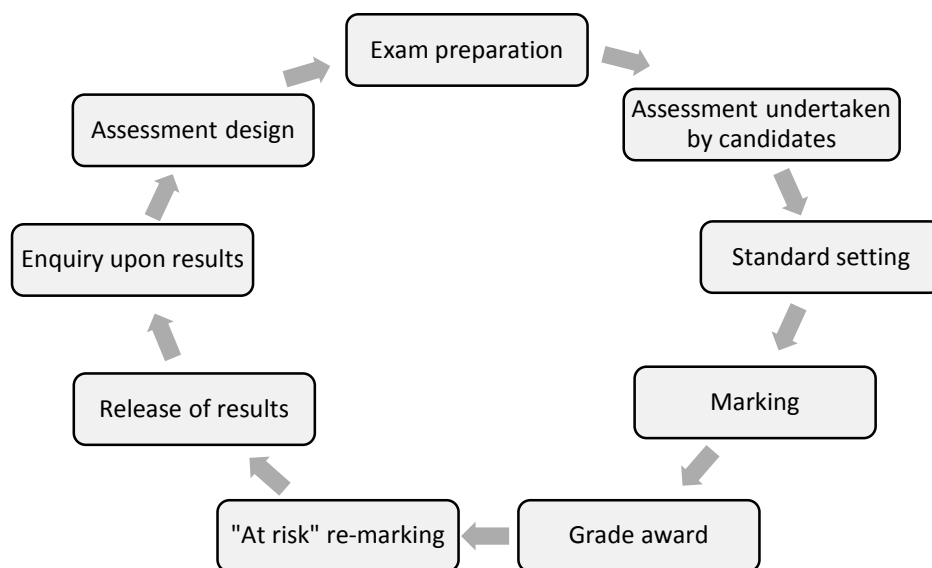 Exam preparation
Assessment undertaken
by candidates
Standard setting
Marking
Grade award
"At risk" re-marking
Release of results
Enquiry upon results
Assessment design